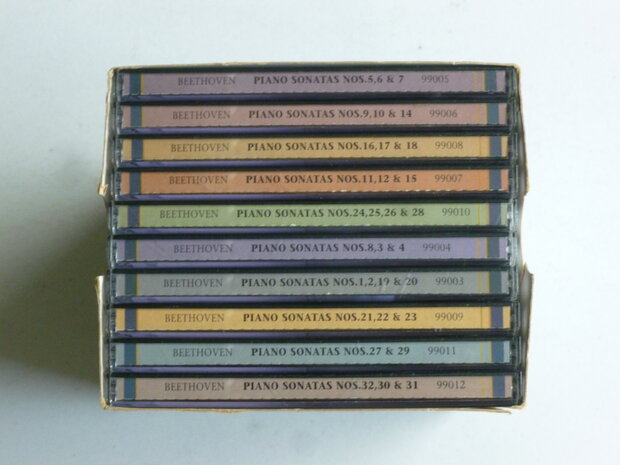 BEETHOVEN PIANO SONATAS NOS.5,6 & 7 99005
BEETHOVEN PIANO SONATAS NOS.9,10 & 14 99006
BEETHOVEN PIANO SONATAS NOS.16,17 & 18 99008
BEETHOVEN PIANO SONATAS NOS.11,12 & 15 99007
BEETHOVEN PIANO SONATAS NOS.24,25,26 & 28 99010
BEETHOVEN PIANO SONATAS NOS.8,3 & 4 99004
BEETHOVEN PIANO SONATAS NOS.1,2,19 & 20 99003
BEETHOVEN PIANO SONATAS NOS.21,22 & 23 99009
BEETHOVEN PIANO SONATAS NOS.27 & 29 99011
BEETHOVEN PIANO SONATAS NOS.32,30 & 31 99012